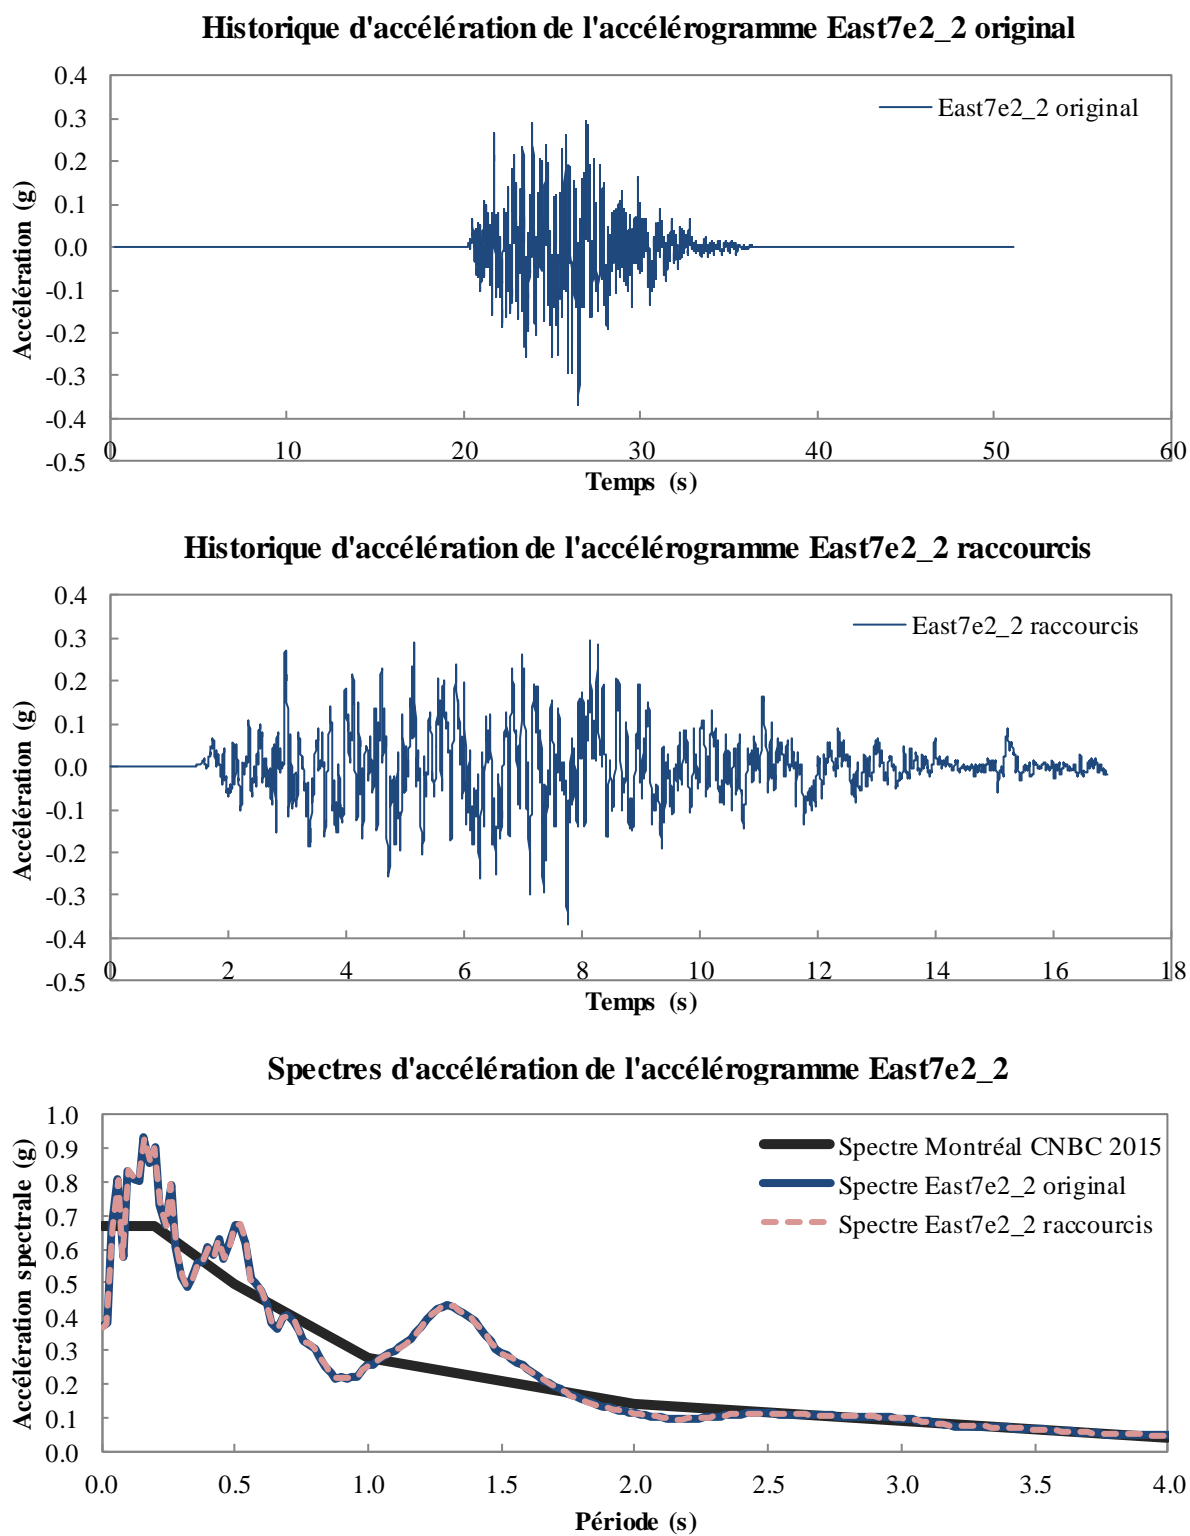 Historique d'accélération de l'accélérogramme East7e2_2 original
0.4
0.3
0.2
0.1
0.0
-0.1
-0.2
-0.3
-0.4
-0.5
Accélération (g)
East7e2_2 original
0 10 20 30 40 50 60
Temps (s)
Historique d'accélération de l'accélérogramme East7e2_2 raccourcis
0.4
0.3
0.2
0.1
0.0
-0.1
-0.2
-0.3
-0.4
-0.5
Accélération (g)
East7e2_2 raccourcis
0 2 4 6 8 10 12 14 16 18
Temps (s)
Spectres d'accélération de l'accélérogramme East7e2_2
1.0
0.9
0.8
0.7
0.6
0.5
0.4
0.3
0.2
0.1
0.0
Accélération spectrale (g)
Spectre Montréal CNBC 2015
Spectre East7e2_2 original
Spectre East7e2_2 raccourcis
0.0 0.5 1.0 1.5 2.0 2.5 3.0 3.5 4.0
Période (s)